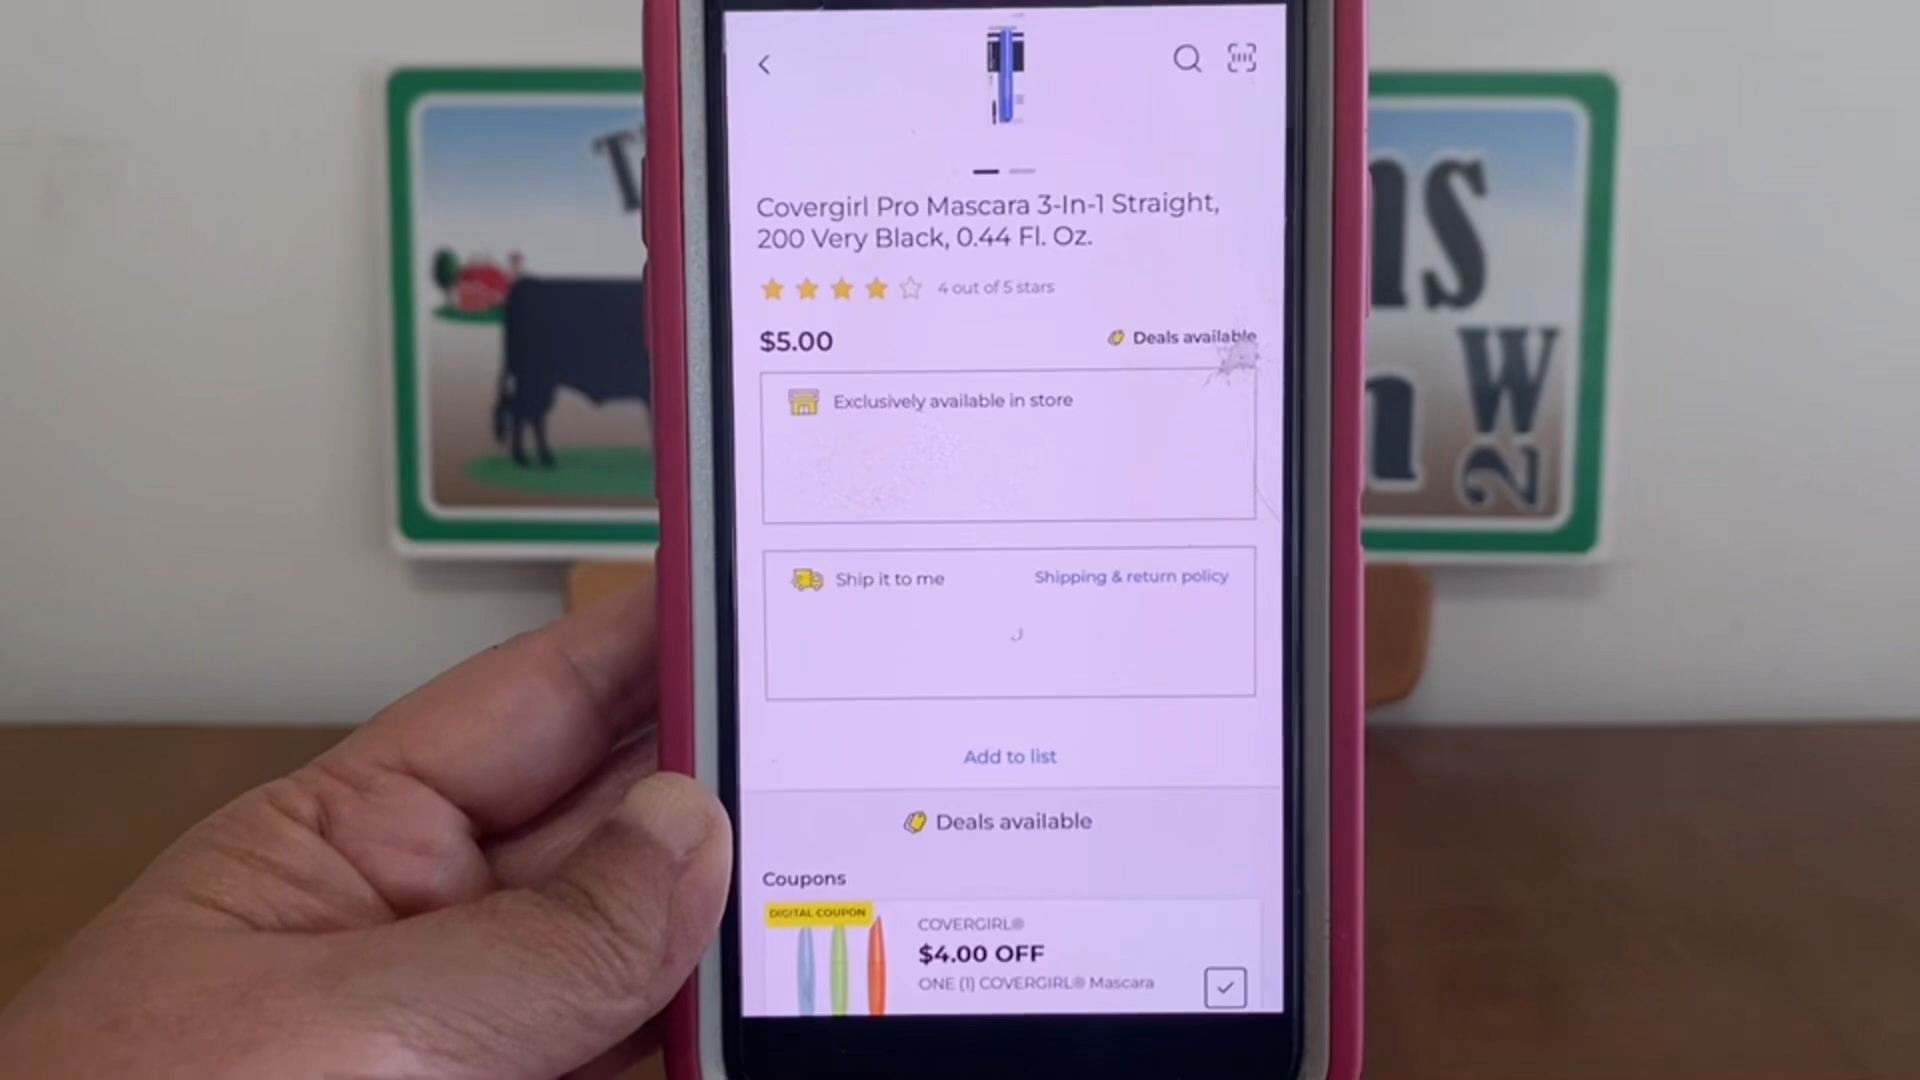 Covergirl Pro Mascara 3-In-1 Straight,
200 Very Black, 0.44 Fl. Oz.
4 out of 5 stars
$5.00
Deals available
Exclusively available in store
Ship it to me
Shipping & return policy
Add to list
Deals available
Coupons
DIGITAL COUPON
COVERGIRL®
$4.00 OFF
ONE (1) COVERGIRL® Mascara
W
2